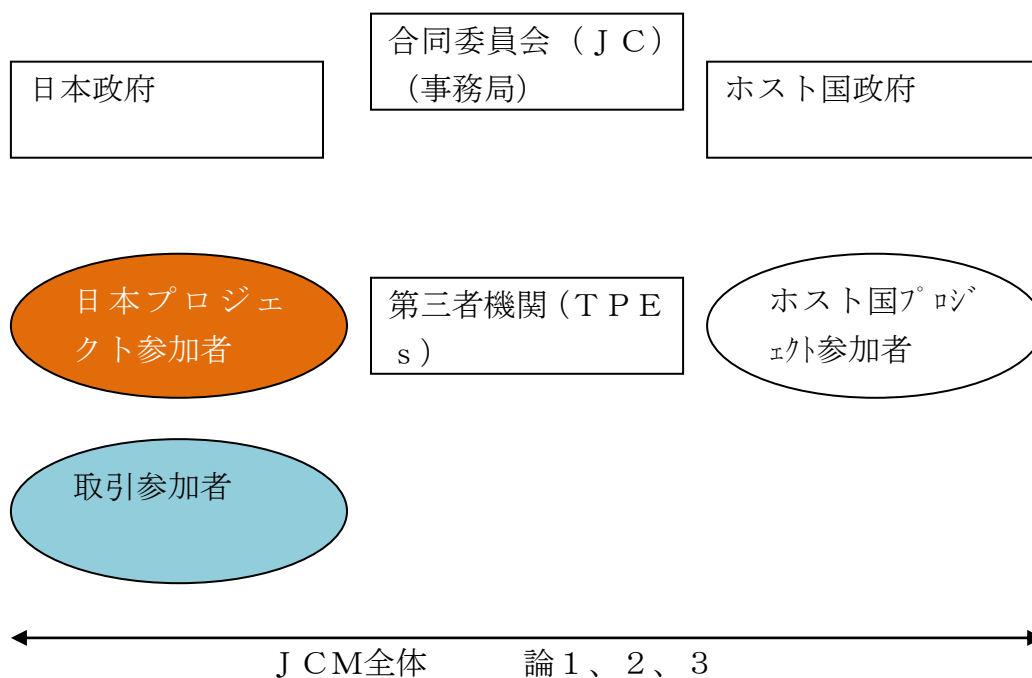 合同委員会（ＪＣ）
（事務局）
日本政府
ホスト国政府
日本プロジェ
クト参加者
第三者機関（ＴＰＥ
ｓ）
ホスト国ﾌﾟﾛｼﾞ
ｪｸﾄ参加者
取引参加者
ＪＣＭ全体　　　論１、２、３